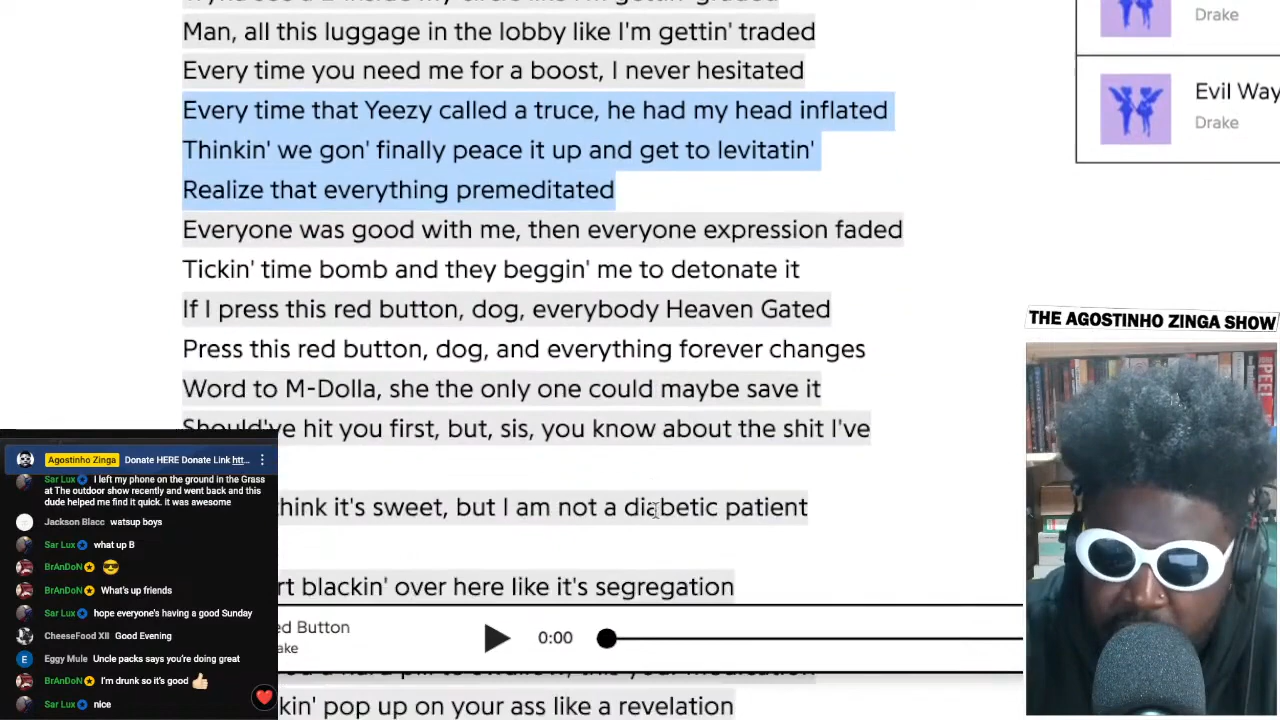 Man, all this luggage in the lobby like I'm gettin' traded
Every time you need me for a boost, I never hesitated
Every time that Yeezy called a truce, he had my head inflated
Thinkin' we gon' finally peace it up and get to levitatin'
Realize that everything premeditated
Everyone was good with me, then everyone expression faded
Tickin' time bomb and they beggin' me to detonate it
If I press this red button, dog, everybody Heaven Gated
Press this red button, dog, and everything forever changes
Word to M-Dolla, she the only one could maybe save it
Should've hit you first, but, sis, you know about the shit I've
think it's sweet, but I am not a diabetic patient
rt blackin' over here like it's segregation
kin' pop up on your ass like a revelation
ed Button
ake
0:00
Drake
Evil Way
Drake
THE AGOSTINHO ZINGA SHOW
PEEL
Agostinho Zinga Donate HERE Donate Link htt...
Sar Lux I left my phone on the ground in the Grass
at The outdoor show recently and went back and this
dude helped me find it quick. it was awesome
Jackson Blacc watsup boys
Sar Lux what up B
BrAnDoN 😎
BrAnDoN What's up friends
Sar Lux hope everyone's having a good Sunday
CheeseFood XII Good Evening
E Eggy Mule Uncle packs says you're doing great
BrAnDoN I'm drunk so it's good 👍🏻
Sar Lux nice